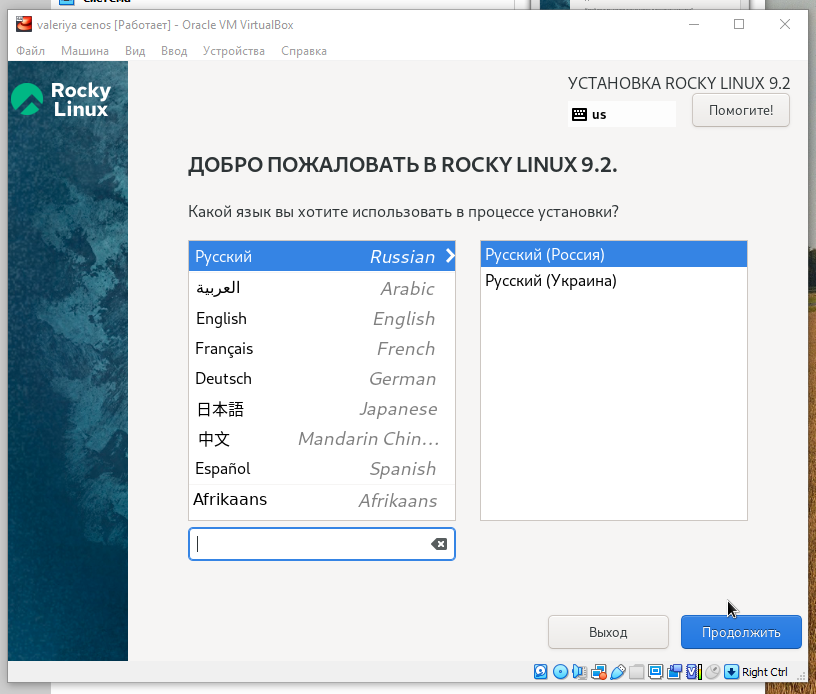 система
valeriya cenos [Работает] - Oracle VM VirtualBox
Файл Машина Вид Ввод Устройства Справка
Rocky Linux
УСТАНОВКА ROCKY LINUX 9.2
us
Помогите!
ДОБРО ПОЖАЛОВАТЬ В ROCKY LINUX 9.2.
Какой язык вы хотите использовать в процессе установки?
Русский Russian
العربية Arabic
English English
Français French
Deutsch German
日本語 Japanese
中文 Mandarin Chin...
Español Spanish
Afrikaans Afrikaans
Русский (Россия)
Русский (Украина)
Выход
Продолжить
Right Ctrl